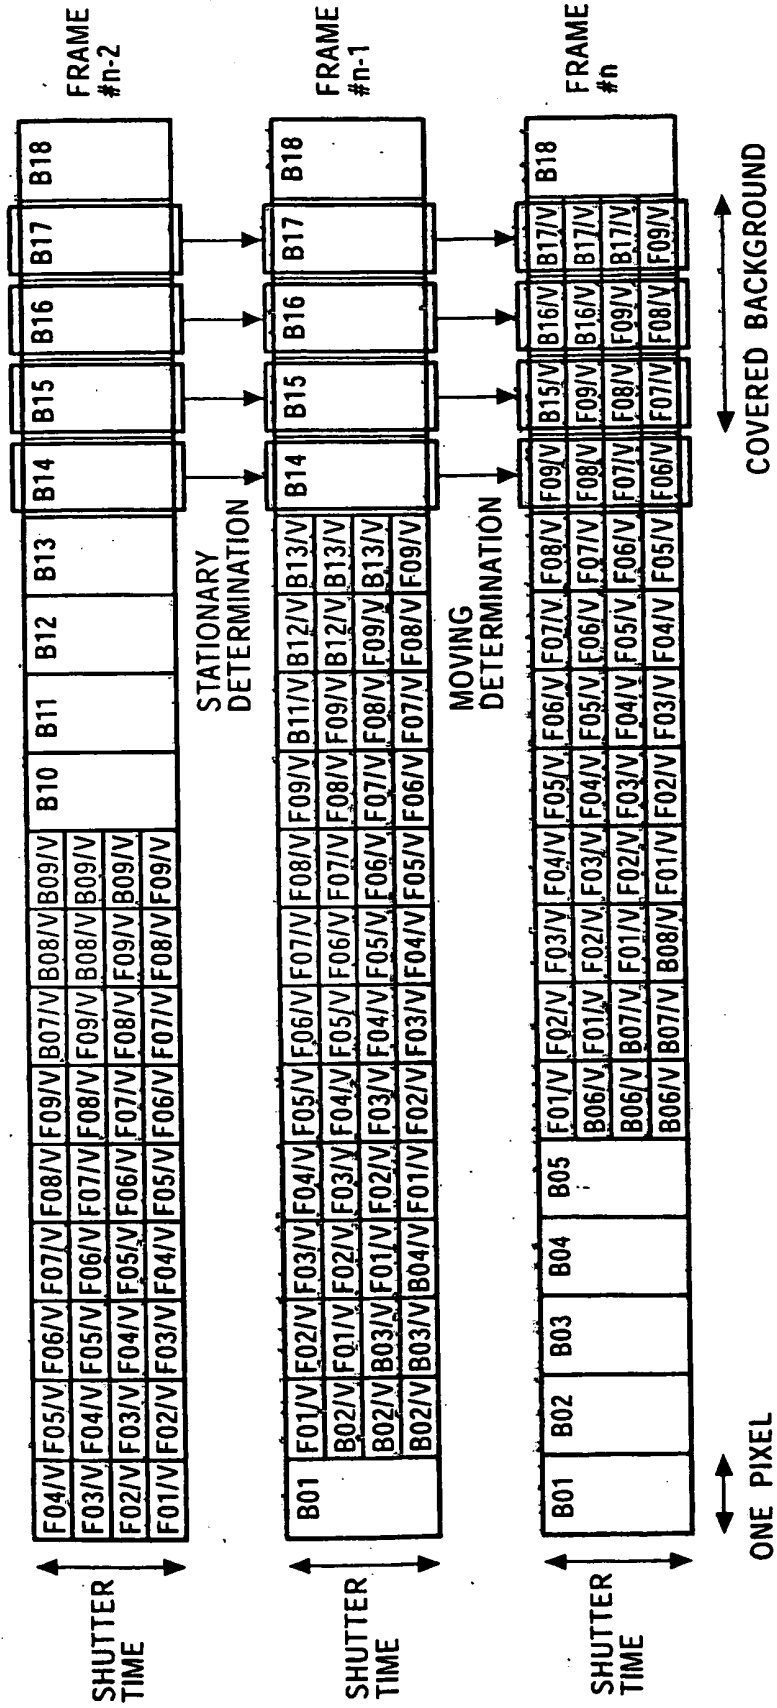 SHUTTER
TIME
F04/V F05/V F06/V F07/V F08/V F09/V B07/V B08/V B09/V B10 B11 B12 B13 B14 B15 B16 B17 B18
F03/V F04/V F05/V F06/V F07/V F08/V F09/V B08/V B09/V
F02/V F03/V F04/V F05/V F06/V F07/V F08/V F09/V B09/V
F01/V F02/V F03/V F04/V F05/V F06/V F07/V F08/V F09/V
FRAME
#n-2
STATIONARY
DETERMINATION
SHUTTER
TIME
B01 F01/V F02/V F03/V F04/V F05/V F06/V F07/V F08/V F09/V B11/V B12/V B13/V B14 B15 B16 B17 B18
B02/V F01/V F02/V F03/V F04/V F05/V F06/V F07/V F08/V F09/V B12/V B13/V
B02/V B03/V F01/V F02/V F03/V F04/V F05/V F06/V F07/V F08/V F09/V B13/V
B02/V B03/V B04/V F01/V F02/V F03/V F04/V F05/V F06/V F07/V F08/V F09/V
FRAME
#n-1
MOVING
DETERMINATION
SHUTTER
TIME
B01 B02 B03 B04 B05 F01/V F02/V F03/V F04/V F05/V F06/V F07/V F08/V F09/V B15/V B16/V B17/V B18
B06/V F01/V F02/V F03/V F04/V F05/V F06/V F07/V F08/V F09/V B16/V B17/V
B06/V B07/V F01/V F02/V F03/V F04/V F05/V F06/V F07/V F08/V F09/V B17/V
B06/V B07/V B08/V F01/V F02/V F03/V F04/V F05/V F06/V F07/V F08/V F09/V
FRAME
#n
ONE PIXEL
COVERED BACKGROUND